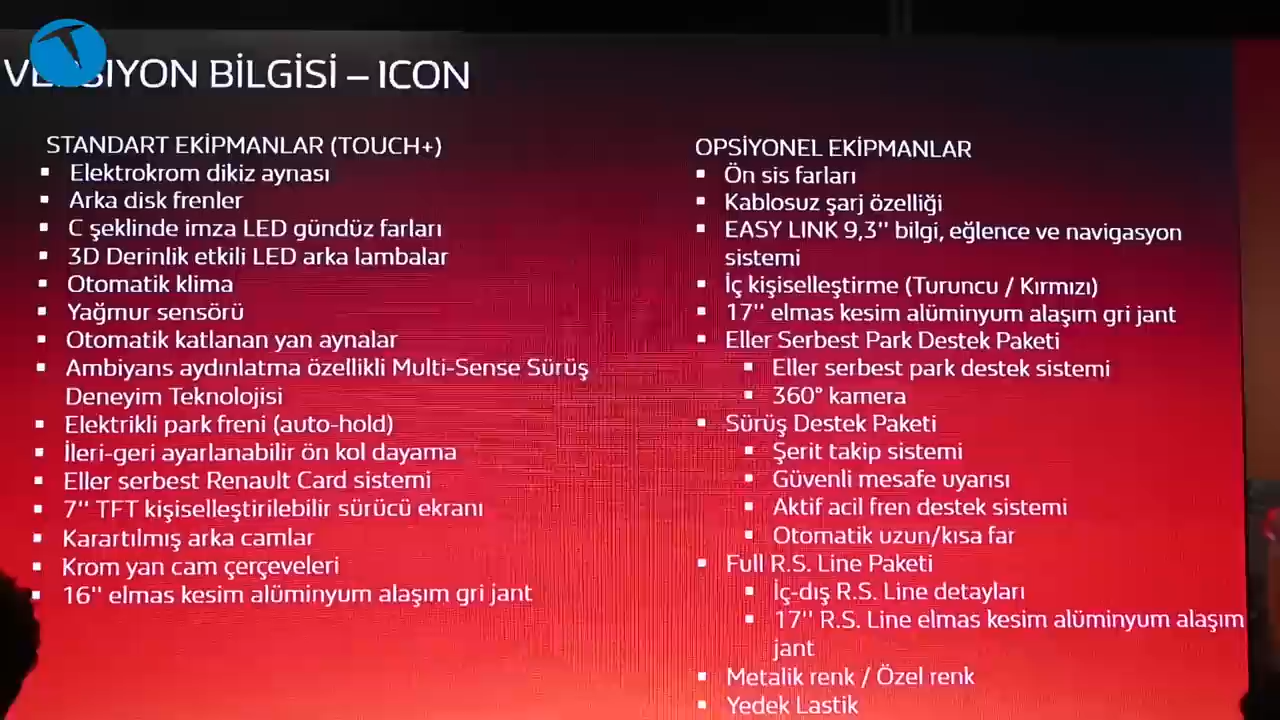 VERSİYON BİLGİSİ – ICON
STANDART EKİPMANLAR (TOUCH+)
▪ Elektrokrom dikiz aynası
▪ Arka disk frenler
▪ C şeklinde imza LED gündüz farları
▪ 3D Derinlik etkili LED arka lambalar
▪ Otomatik klima
▪ Yağmur sensörü
▪ Otomatik katlanan yan aynalar
▪ Ambiyans aydınlatma özellikli Multi-Sense Sürüş
Deneyim Teknolojisi
▪ Elektrikli park freni (auto-hold)
▪ İleri-geri ayarlanabilir ön kol dayama
▪ Eller serbest Renault Card sistemi
▪ 7'' TFT kişiselleştirilebilir sürücü ekranı
▪ Karartılmış arka camlar
▪ Krom yan cam çerçeveleri
▪ 16'' elmas kesim alüminyum alaşım gri jant
OPSİYONEL EKİPMANLAR
▪ Ön sis farları
▪ Kablosuz şarj özelliği
▪ EASY LINK 9,3'' bilgi, eğlence ve navigasyon
sistemi
▪ İç kişiselleştirme (Turuncu / Kırmızı)
▪ 17'' elmas kesim alüminyum alaşım gri jant
▪ Eller Serbest Park Destek Paketi
▪ Eller serbest park destek sistemi
▪ 360° kamera
▪ Sürüş Destek Paketi
▪ Şerit takip sistemi
▪ Güvenli mesafe uyarısı
▪ Aktif acil fren destek sistemi
▪ Otomatik uzun/kısa far
▪ Full R.S. Line Paketi
▪ İç-dış R.S. Line detayları
▪ 17'' R.S. Line elmas kesim alüminyum alaşım
jant
▪ Metalik renk / Özel renk
▪ Yedek Lastik